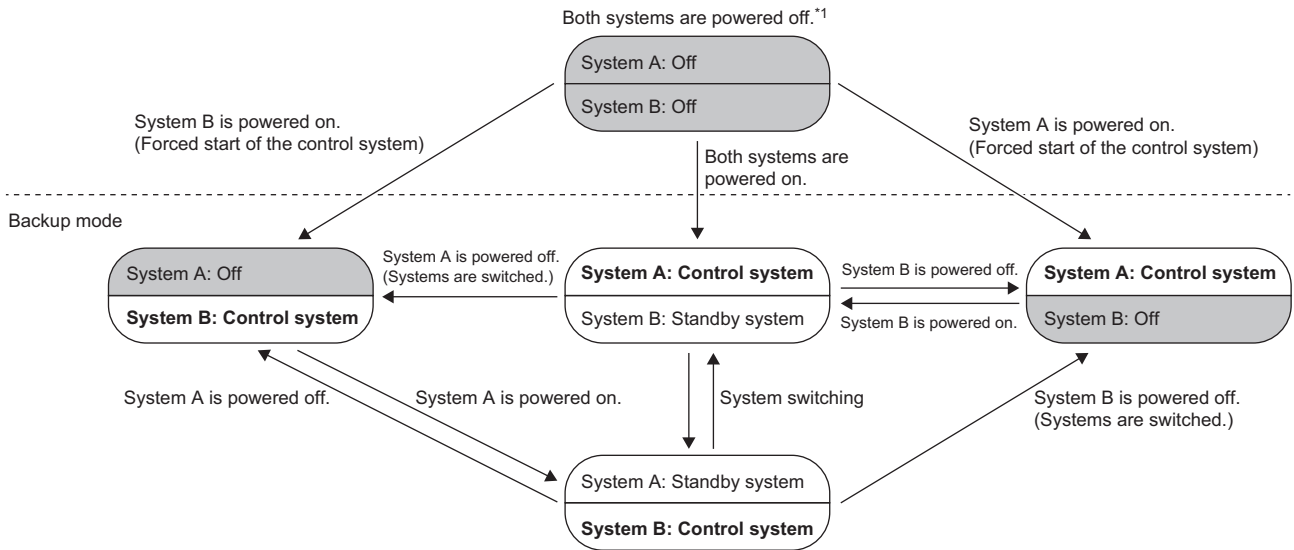 Both systems are powered off.*1
System A: Off
System B: Off
System B is powered on.
(Forced start of the control system)
Both systems are
powered on.
System A is powered on.
(Forced start of the control system)
Backup mode
System A: Off
System B: Control system
System A is powered off.
(Systems are switched.)
System A: Control system
System B: Standby system
System B is powered off.
System B is powered on.
System A: Control system
System B: Off
System A is powered off.
System A is powered on.
System switching
System B is powered off.
(Systems are switched.)
System A: Standby system
System B: Control system